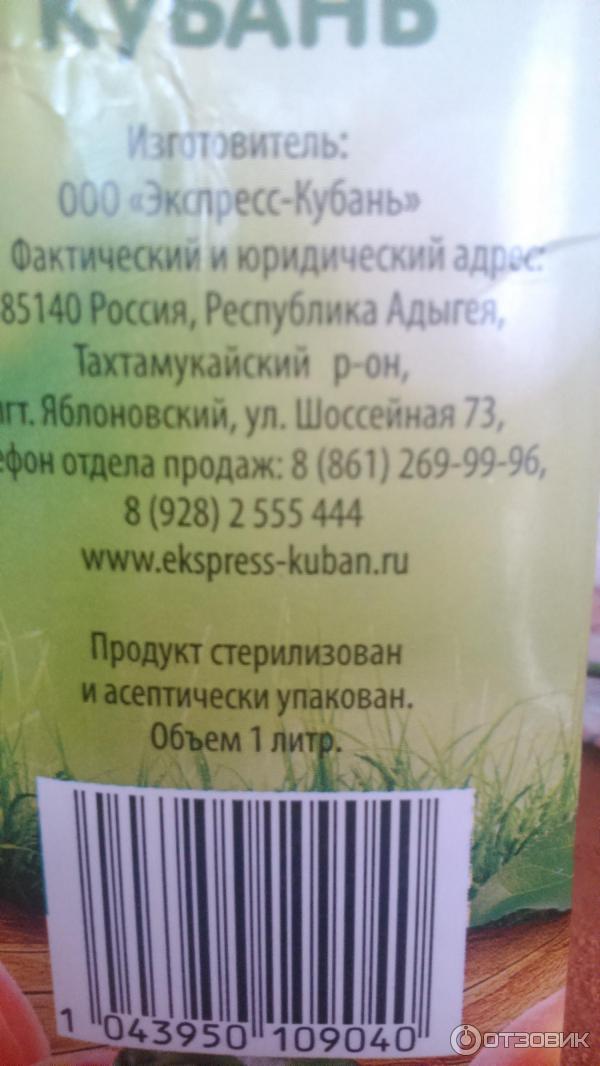 КУБАНЬ
Изготовитель:
ООО «Экспресс-Кубань»
Фактический и юридический адрес:
85140 Россия, Республика Адыгея,
Тахтамукайский р-он,
гт. Яблоновский, ул. Шоссейная 73,
ефон отдела продаж: 8 (861) 269-99-96,
8 (928) 2 555 444
www.ekspress-kuban.ru
Продукт стерилизован
и асептически упакован.
Объем 1 литр.
1 043950 109040
ОТЗОВИК